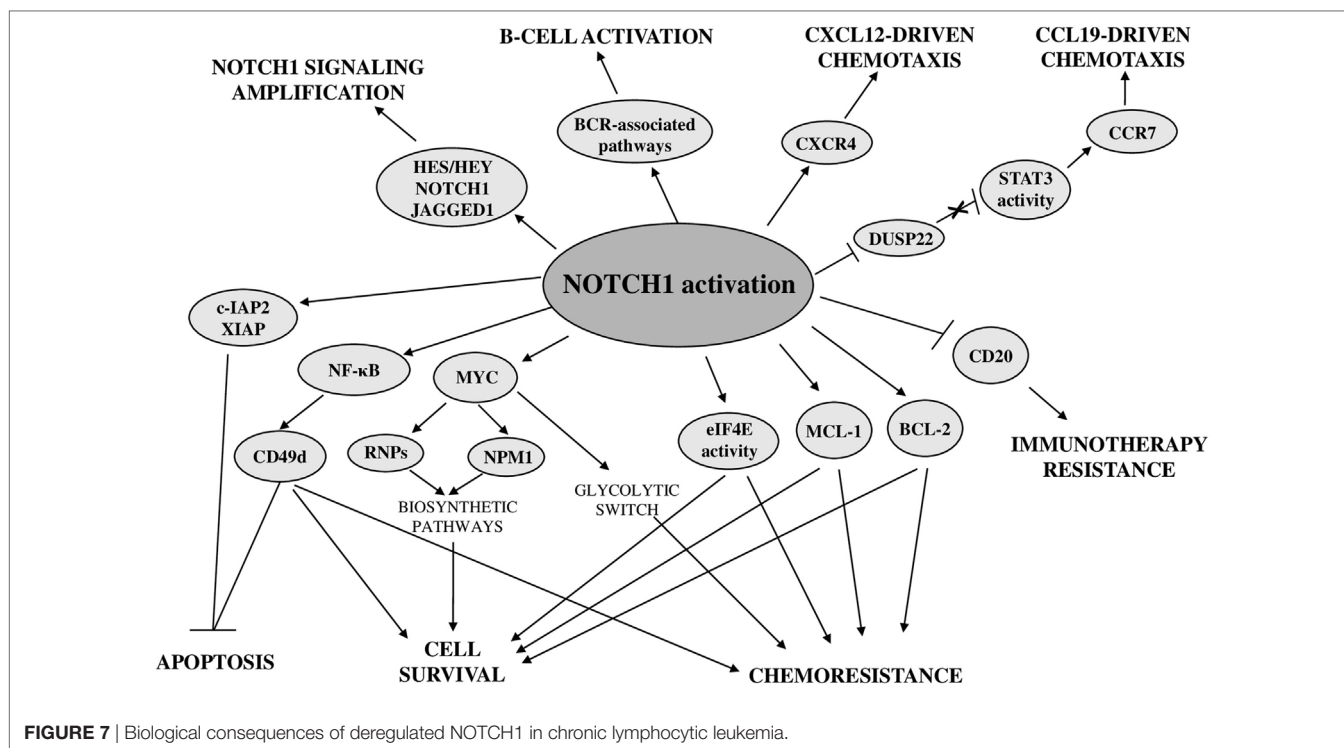 B-CELL ACTIVATION
CXCL12-DRIVEN
CHEMOTAXIS
CCL19-DRIVEN
CHEMOTAXIS
NOTCH1 SIGNALING
AMPLIFICATION
BCR-associated
pathways
CXCR4
CCR7
HES/HEY
NOTCH1
JAGGED1
STAT3
activity
DUSP22
NOTCH1 activation
c-IAP2
XIAP
NF-κB
MYC
CD20
eIF4E
activity
MCL-1
BCL-2
CD49d
RNPs
NPM1
IMMUNOTHERAPY
RESISTANCE
BIOSYNTHETIC
PATHWAYS
GLYCOLYTIC
SWITCH
APOPTOSIS
CELL
SURVIVAL
CHEMORESISTANCE
FIGURE 7 | Biological consequences of deregulated NOTCH1 in chronic lymphocytic leukemia.